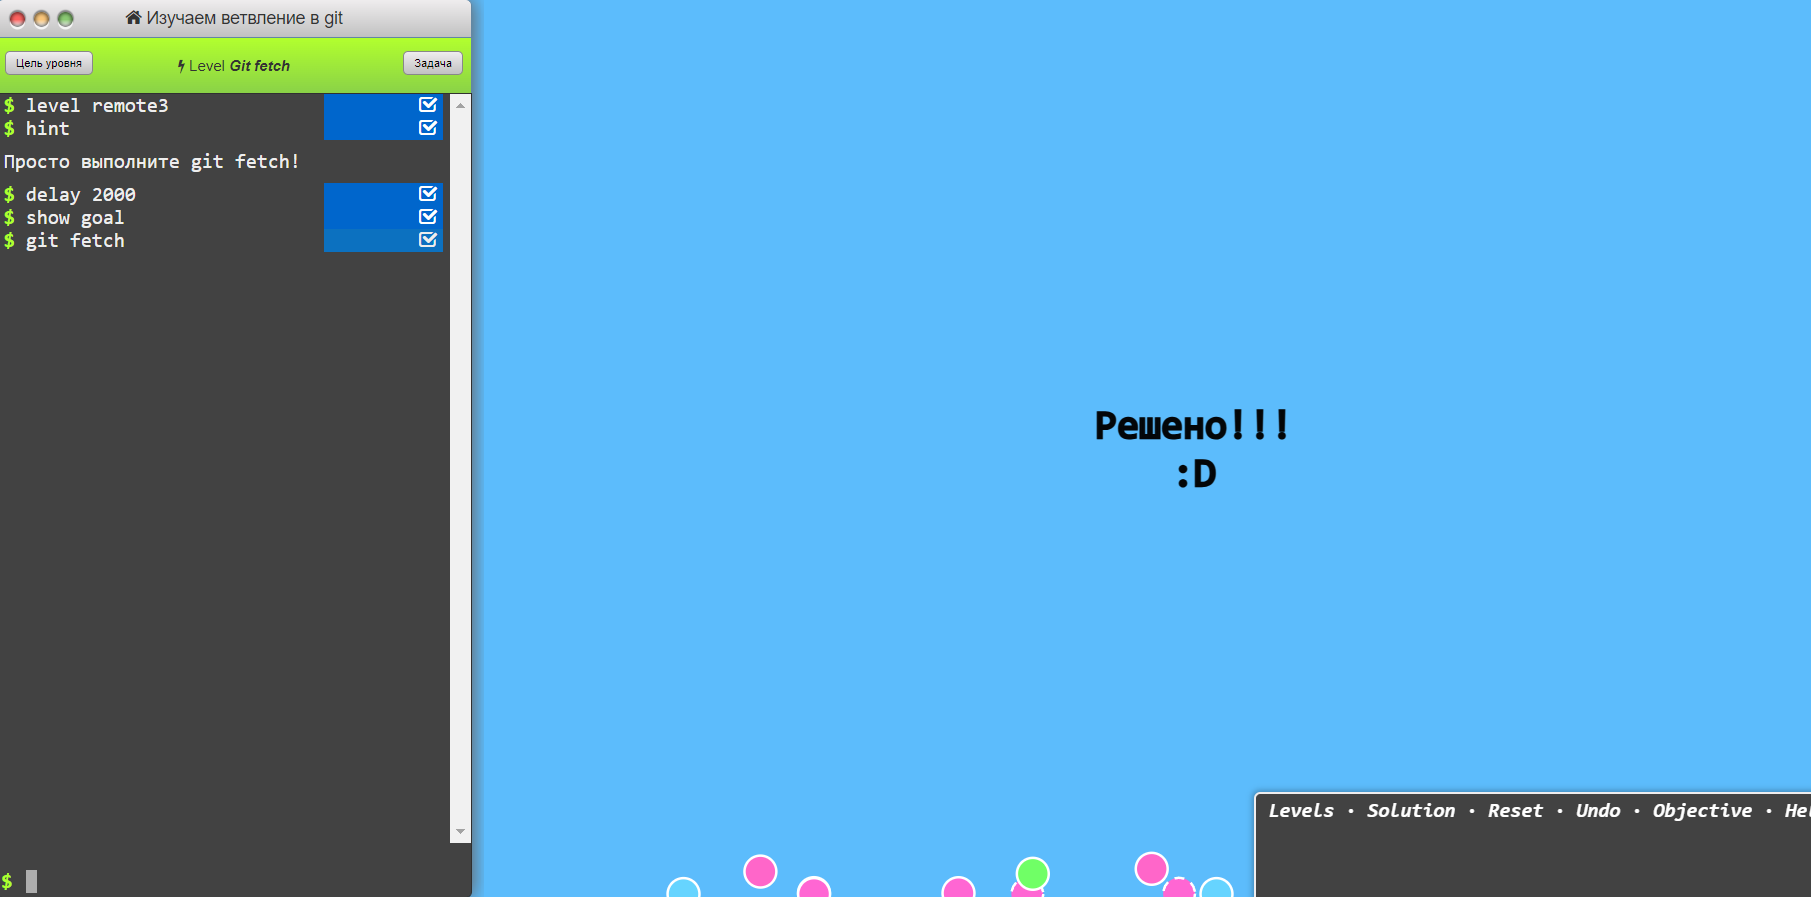 Изучаем ветвление в git
Цель уровня
Level Git fetch
Задача
$ level remote3
$ hint
Просто выполните git fetch!
$ delay 2000
$ show goal
$ git fetch
Решено!!!
:D
Levels • Solution • Reset • Undo • Objective •
$